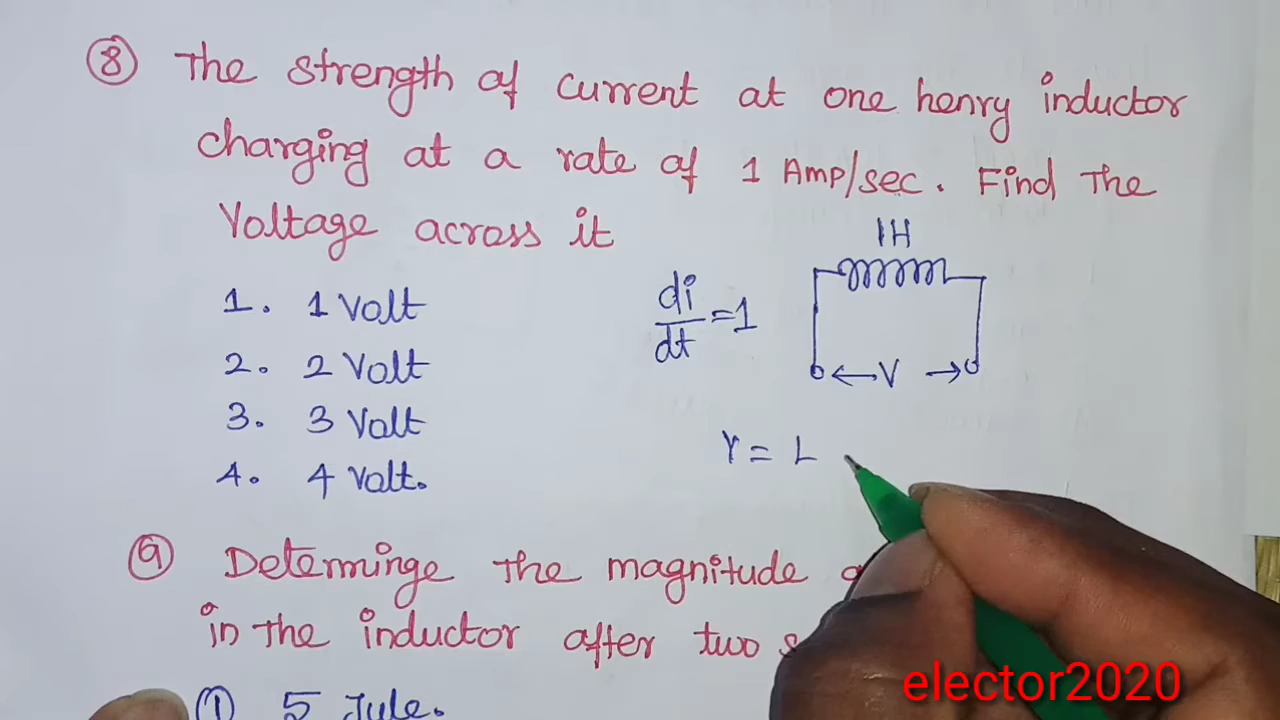 ⑧ The strength of current at one henry inductor
charging at a rate of 1 Amp/sec. Find The
Voltage across it
1H
1. 1 Volt
di/dt = 1
2. 2 Volt
← V →
3. 3 Volt
V = L
4. 4 Volt.
⑨ Determinge the magnitude
in The inductor after two
① 5 Jule.
elector2020